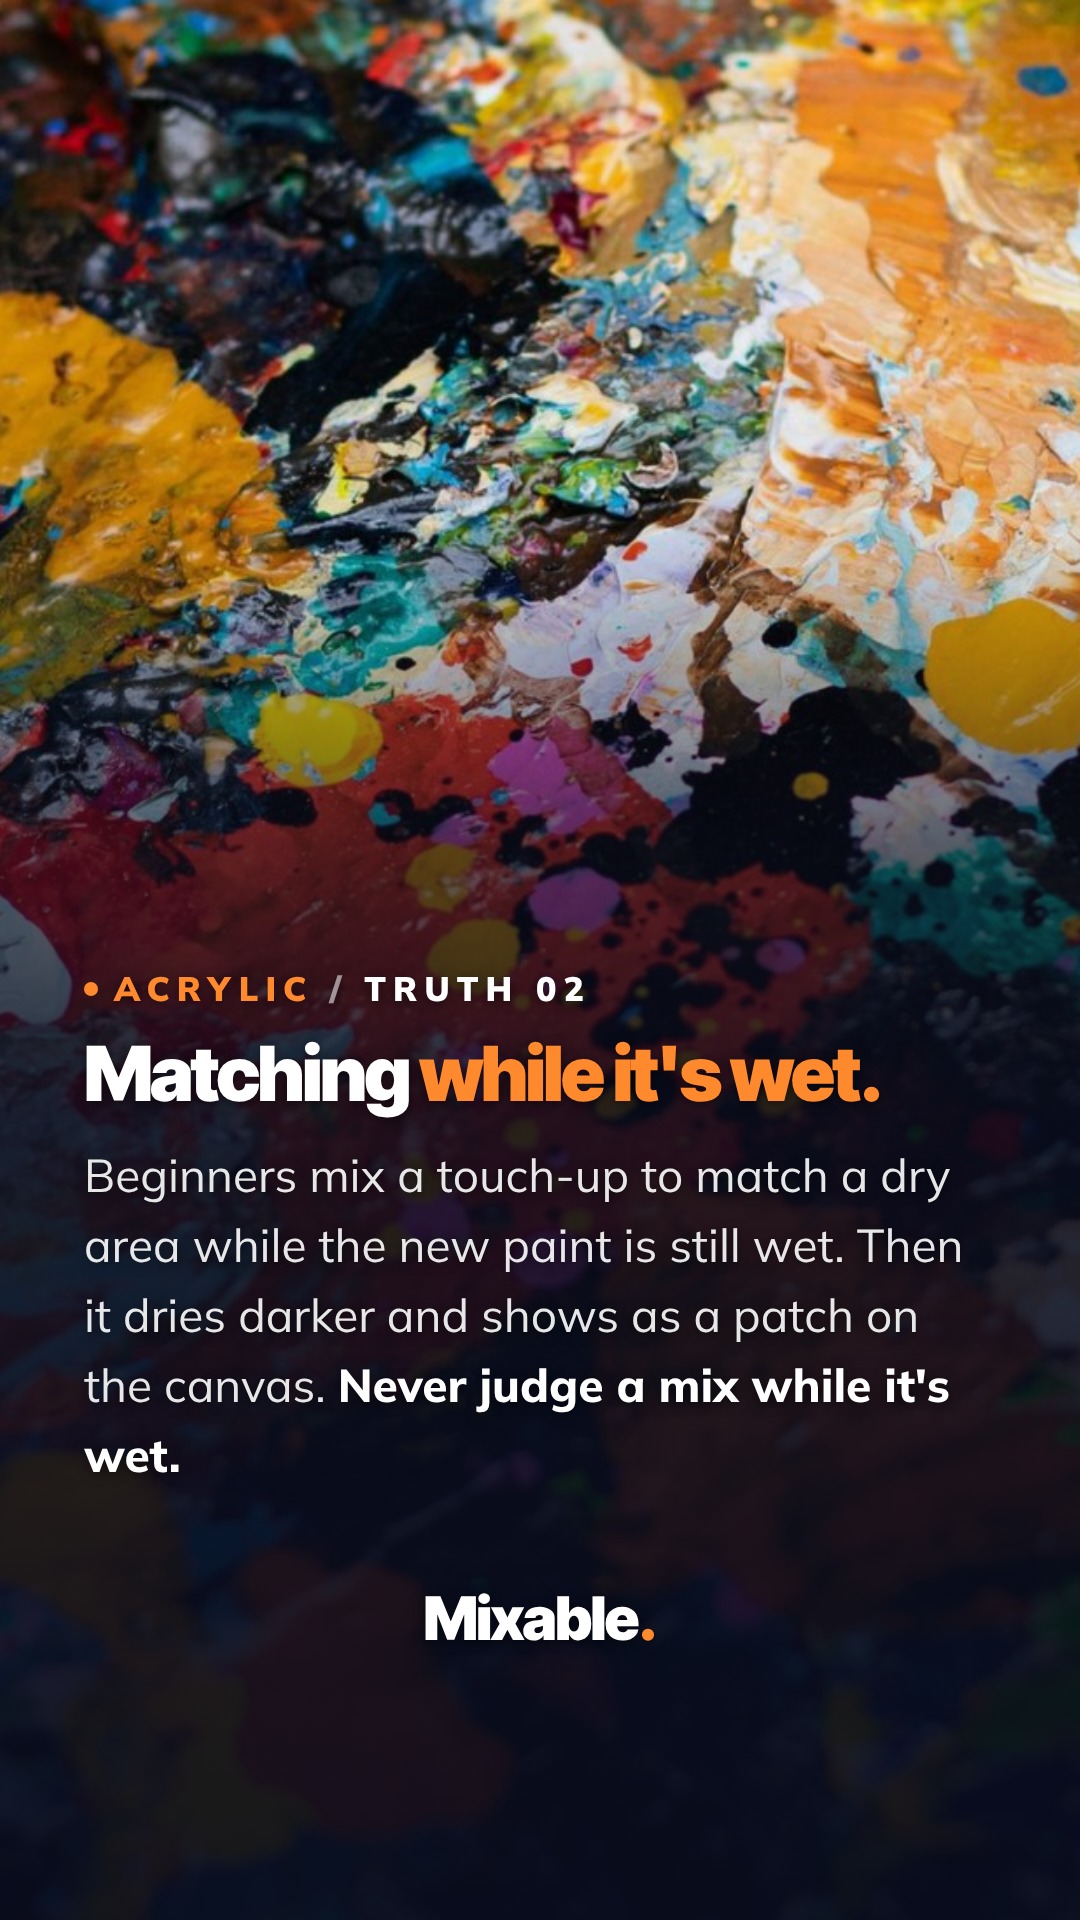 • ACRYLIC / TRUTH 02
Matching while it's wet.
Beginners mix a touch-up to match a dry
area while the new paint is still wet. Then
it dries darker and shows as a patch on
the canvas. Never judge a mix while it's
wet.
Mixable.